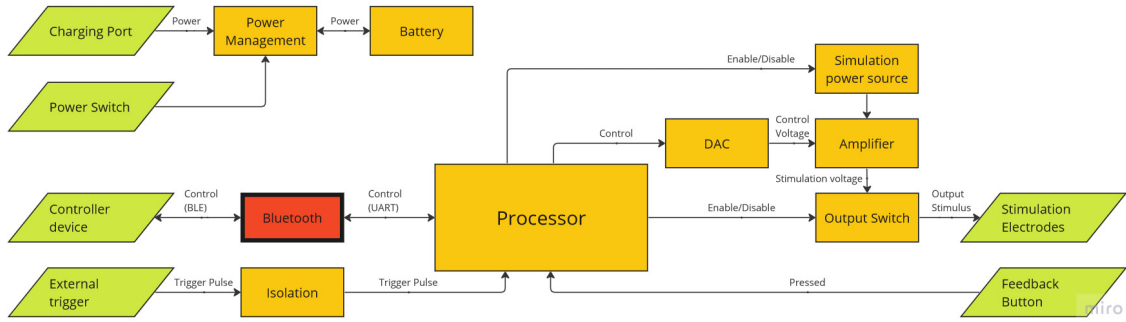 Charging Port
Power
Power
Management
Power
Battery
Power Switch
Enable/Disable
Simulation
power source
Control
DAC
Control
Voltage
Amplifier
Stimulation voltage
Controller
device
Control
(BLE)
Bluetooth
Control
(UART)
Processor
Enable/Disable
Output Switch
Output
Stimulus
Stimulation
Electrodes
External
trigger
Trigger Pulse
Isolation
Trigger Pulse
Pressed
Feedback
Button
miro